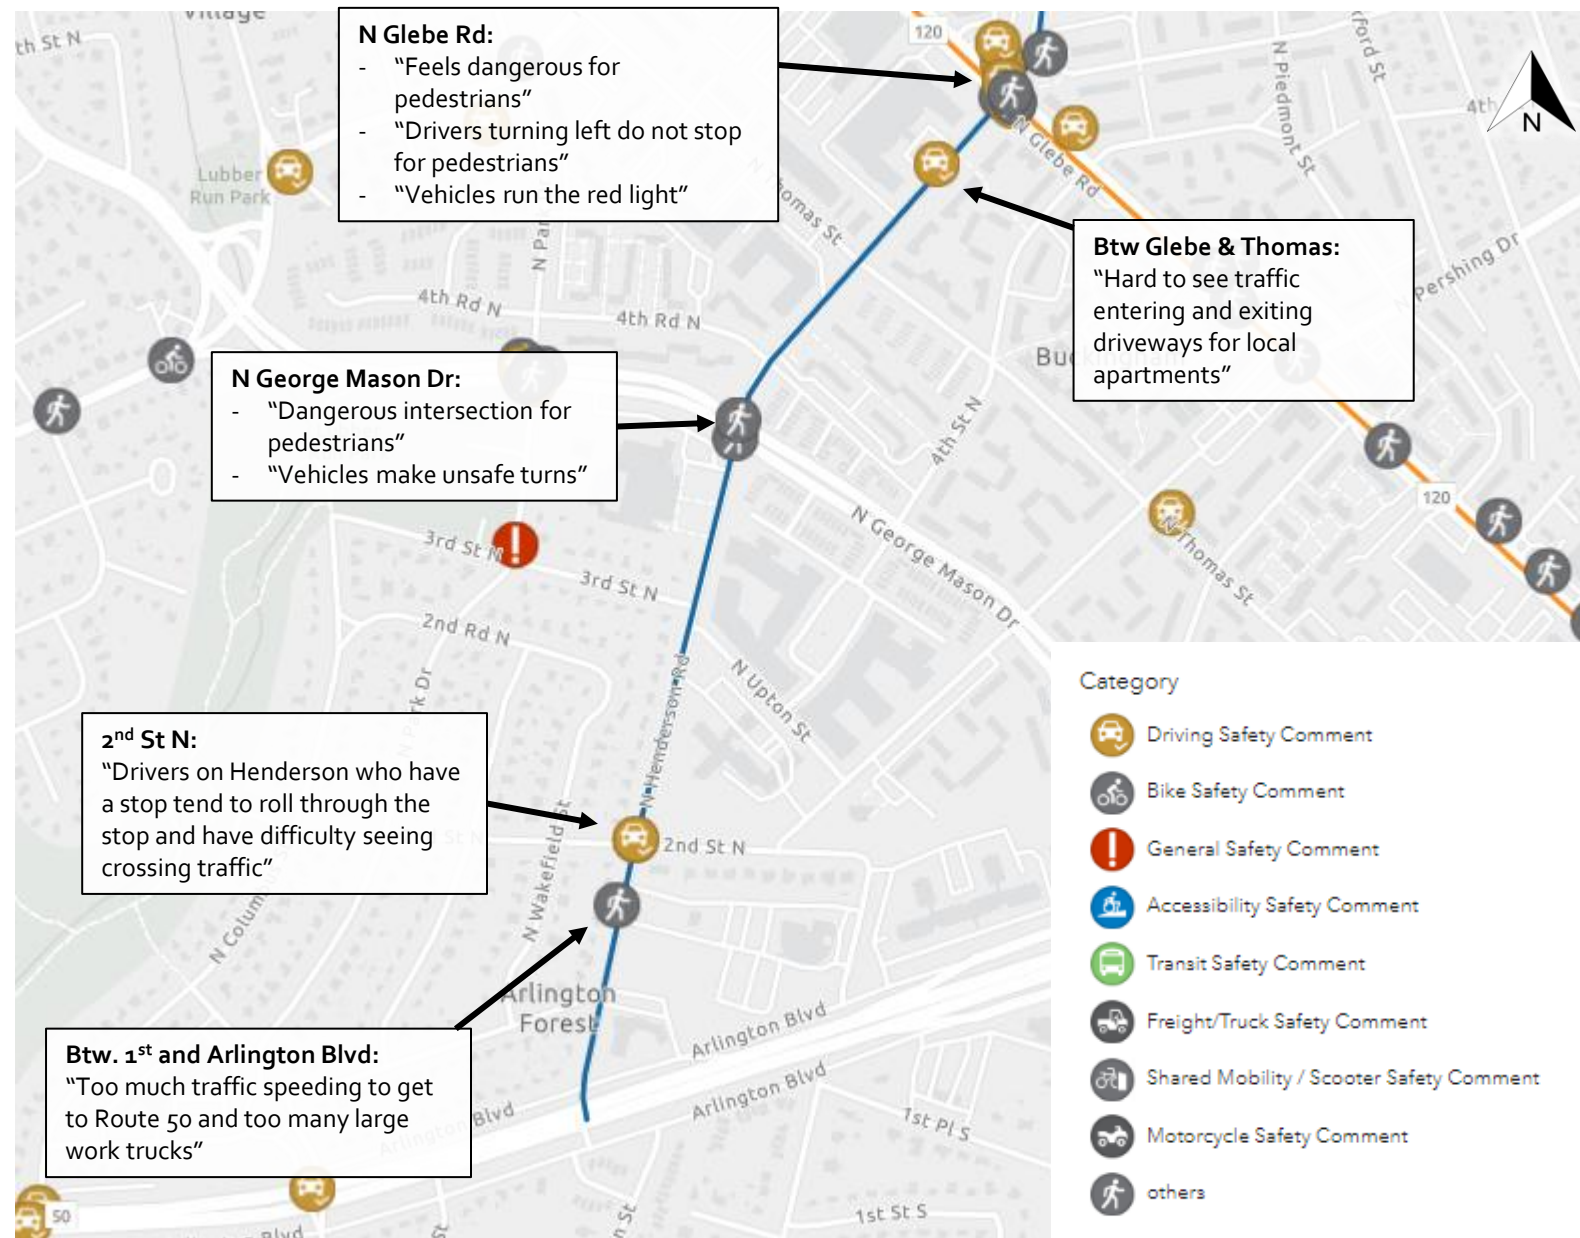 Village
N Glebe Rd:
- “Feels dangerous for
pedestrians”
- “Drivers turning left do not stop
for pedestrians”
- “Vehicles run the red light”
120
N Piedmont St
4th
N
Lubber
Run Park
N Glebe Rd
N Thomas St
Btw Glebe & Thomas:
“Hard to see traffic
entering and exiting
driveways for local
apartments”
N Pershing Dr
4th Rd N
4th Rd N
N George Mason Dr:
- “Dangerous intersection for
pedestrians”
- “Vehicles make unsafe turns”
4th St N
120
N Thomas St
N George Mason Dr
3rd St N
3rd St N
2nd Rd N
N Park Dr
N Henderson Rd
N Upton St
2nd St N:
“Drivers on Henderson who have
a stop tend to roll through the
stop and have difficulty seeing
crossing traffic”
2nd St N
N Wakefield St
Arlington
Forest
Arlington Blvd
Arlington Blvd
Arlington Blvd
Btw. 1st and Arlington Blvd:
“Too much traffic speeding to get
to Route 50 and too many large
work trucks”
1st Pl S
1st St S
50
Category
Driving Safety Comment
Bike Safety Comment
General Safety Comment
Accessibility Safety Comment
Transit Safety Comment
Freight/Truck Safety Comment
Shared Mobility / Scooter Safety Comment
Motorcycle Safety Comment
others